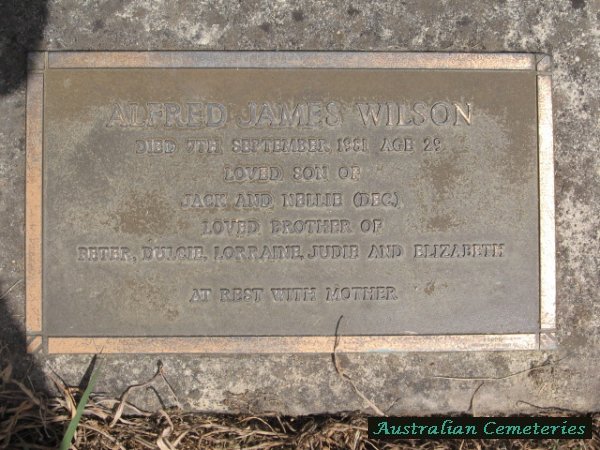 ALFRED JAMES WILSON
DIED 7TH SEPTEMBER 1981 AGE 29
LOVED SON OF
JACK AND NELLIE (DEC)
LOVED BROTHER OF
PETER, DULCIE, LORRAINE, JUDIE AND ELIZABETH
AT REST WITH MOTHER
Australian Cemeteries